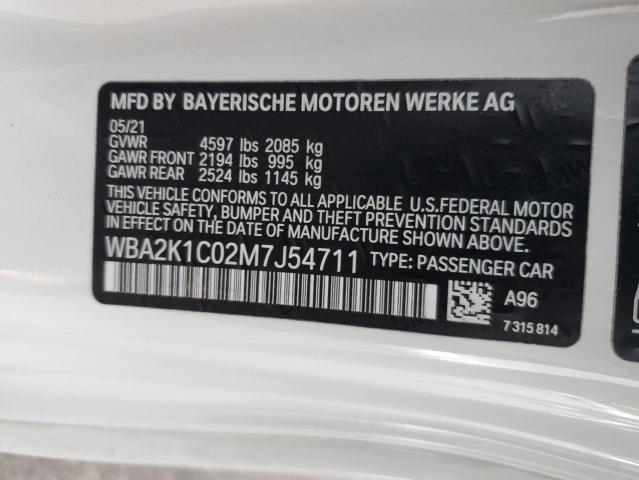 MFD BY BAYERISCHE MOTOREN WERKE AG
05/21
GVWR 4597 lbs 2085 kg
GAWR FRONT 2194 lbs 995 kg
GAWR REAR 2524 lbs 1145 kg
THIS VEHICLE CONFORMS TO ALL APPLICABLE U.S.FEDERAL MOTOR
VEHICLE SAFETY, BUMPER AND THEFT PREVENTION STANDARDS
IN EFFECT ON THE DATE OF MANUFACTURE SHOWN ABOVE.
WBA2K1C02M7J54711 TYPE: PASSENGER CAR
A96
7 315 814